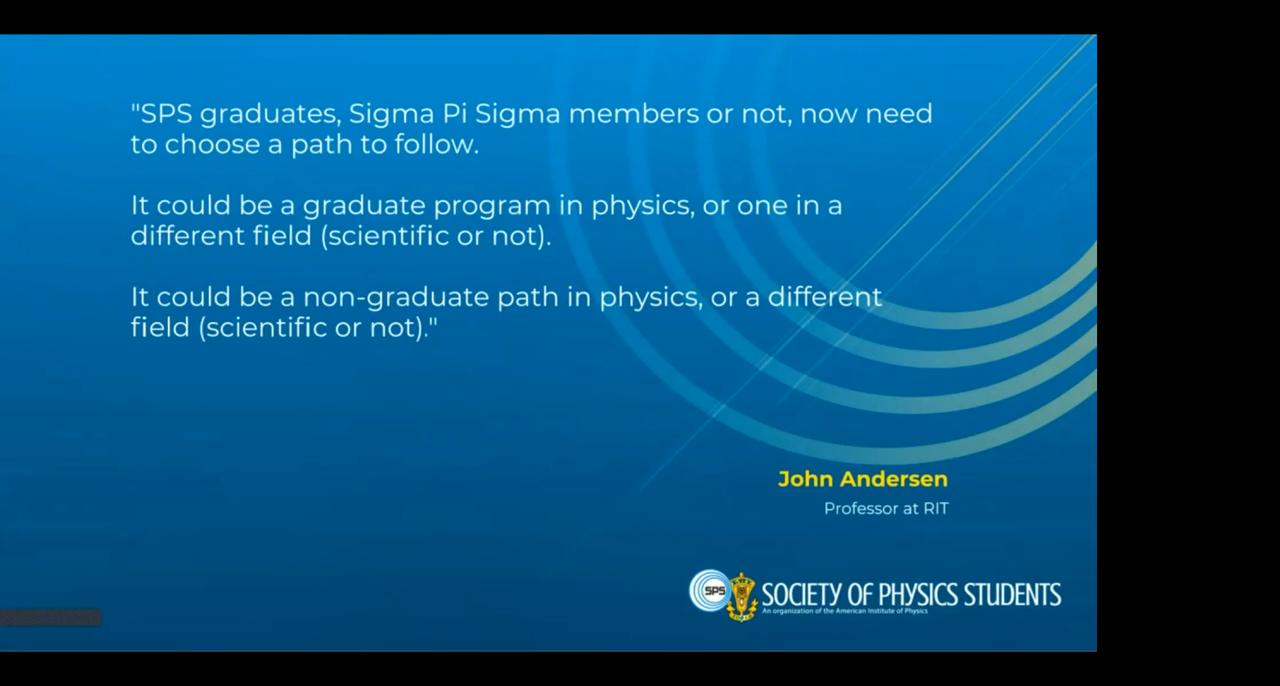 "SPS graduates, Sigma Pi Sigma members or not, now need
to choose a path to follow.
It could be a graduate program in physics, or one in a
different field (scientific or not).
It could be a non-graduate path in physics, or a different
field (scientific or not)."
John Andersen
Professor at RIT
SPS
SOCIETY OF PHYSICS STUDENTS
An organization of the American Institute of Physics